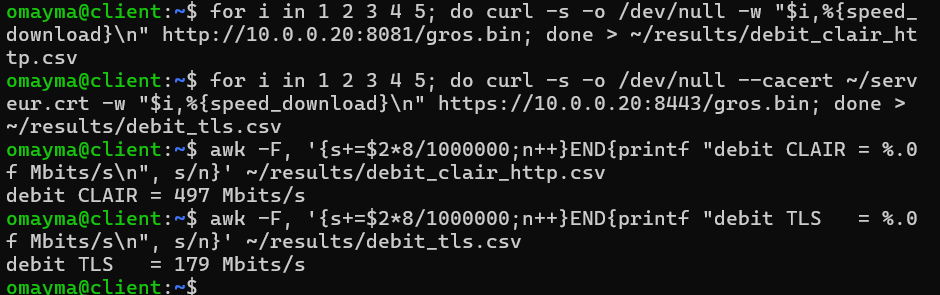 omayma@client:~$ for i in 1 2 3 4 5; do curl -s -o /dev/null -w "$i,%{speed_
download}\n" http://10.0.0.20:8081/gros.bin; done > ~/results/debit_clair_ht
tp.csv
omayma@client:~$ for i in 1 2 3 4 5; do curl -s -o /dev/null --cacert ~/serv
eur.crt -w "$i,%{speed_download}\n" https://10.0.0.20:8443/gros.bin; done >
~/results/debit_tls.csv
omayma@client:~$ awk -F, '{s+=$2*8/1000000;n++}END{printf "debit CLAIR = %.0
f Mbits/s\n", s/n}' ~/results/debit_clair_http.csv
debit CLAIR = 497 Mbits/s
omayma@client:~$ awk -F, '{s+=$2*8/1000000;n++}END{printf "debit TLS   = %.0
f Mbits/s\n", s/n}' ~/results/debit_tls.csv
debit TLS   = 179 Mbits/s
omayma@client:~$